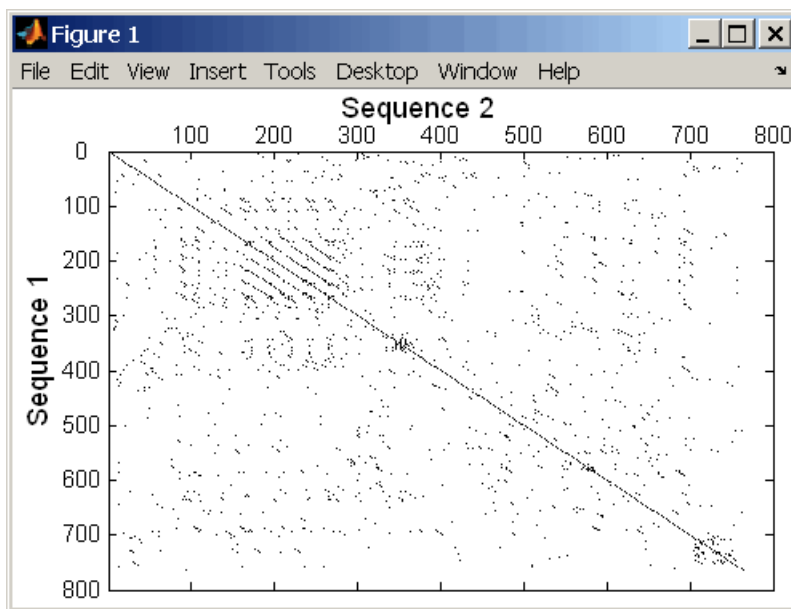 Figure 1
File Edit View Insert Tools Desktop Window Help
Sequence 2
100 200 300 400 500 600 700 800
0
100
200
300
400
500
600
700
800
Sequence 1